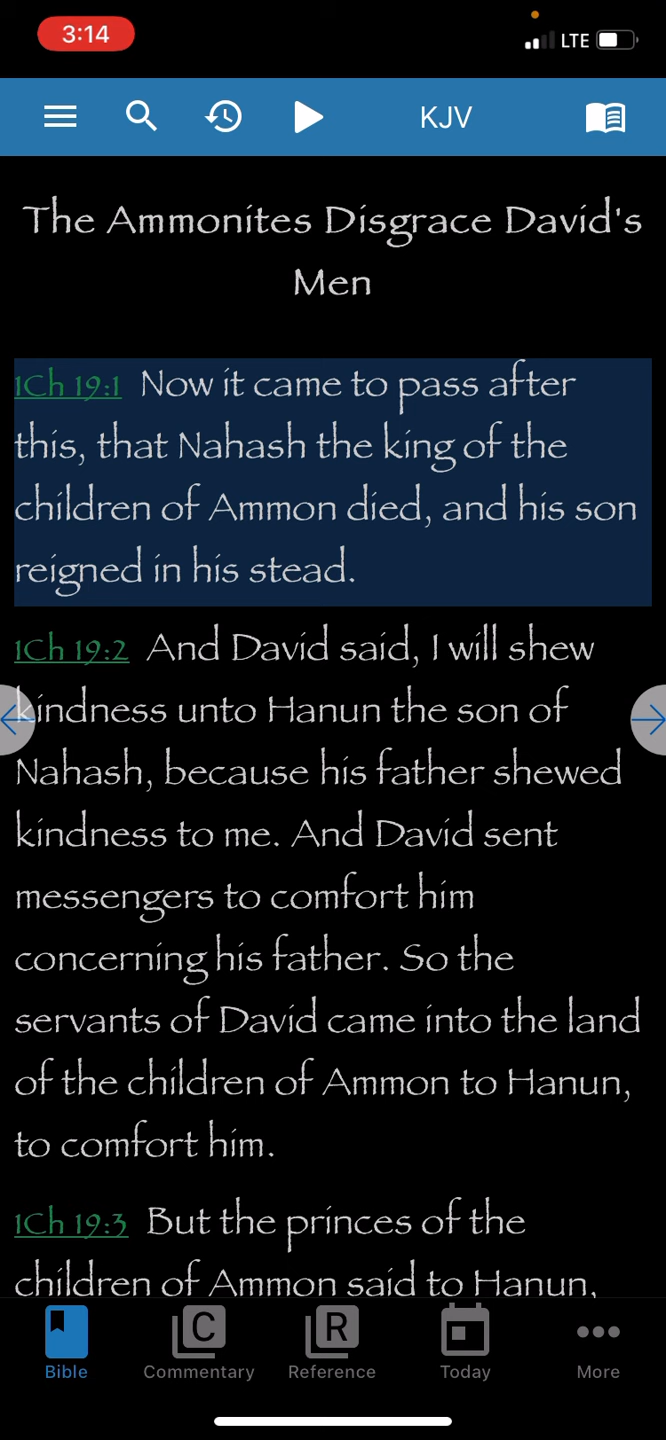 3:14
LTE
KJV
The Ammonites Disgrace David's
Men
1Ch 19:1 Now it came to pass after
this, that Nahash the king of the
children of Ammon died, and his son
reigned in his stead.
1Ch 19:2 And David said, I will shew
kindness unto Hanun the son of
Nahash, because his father shewed
kindness to me. And David sent
messengers to comfort him
concerning his father. So the
servants of David came into the land
of the children of Ammon to Hanun,
to comfort him.
1Ch 19:3 But the princes of the
children of Ammon said to Hanun,
C
R
Bible
Commentary
Reference
Today
More